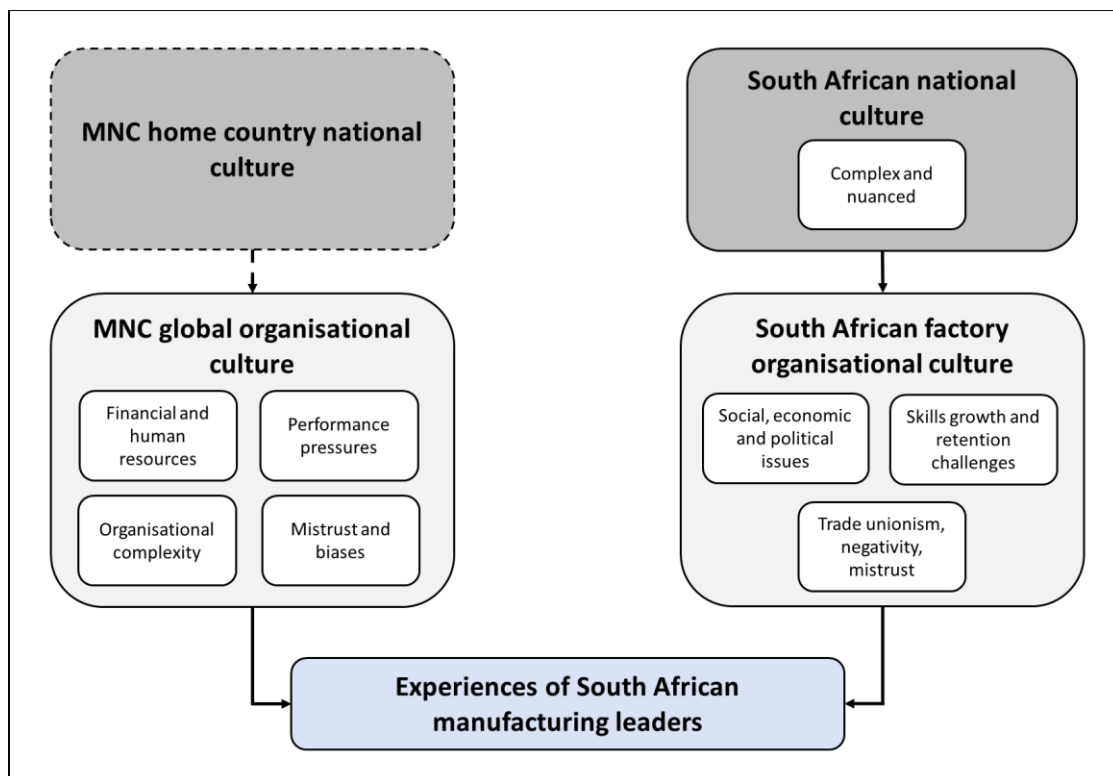 MNC home country national
culture
South African national
culture
Complex and
nuanced
MNC global organisational
culture
Financial and
human
resources
Performance
pressures
Organisational
complexity
Mistrust and
biases
South African factory
organisational culture
Social, economic
and political
issues
Skills growth and
retention
challenges
Trade unionism,
negativity,
mistrust
Experiences of South African
manufacturing leaders